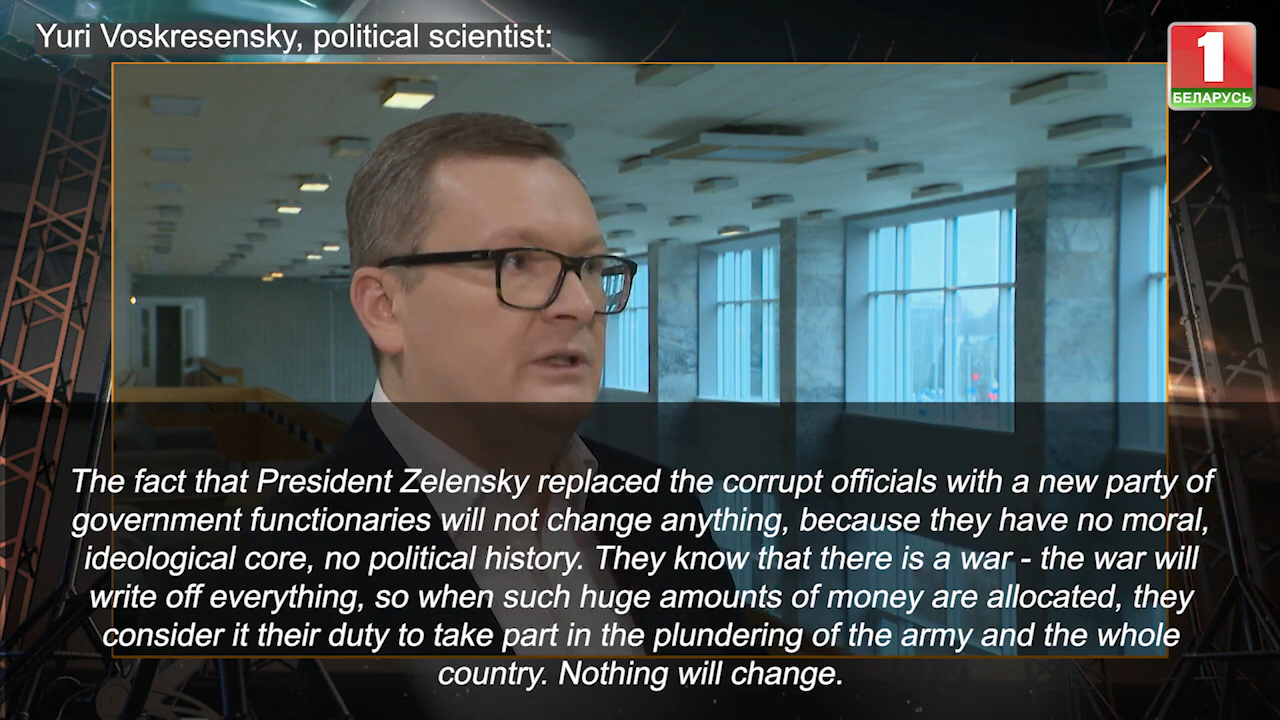 Yuri Voskresensky, political scientist:
1
БЕЛАРУСЬ
The fact that President Zelensky replaced the corrupt officials with a new party of
government functionaries will not change anything, because they have no moral,
ideological core, no political history. They know that there is a war - the war will
write off everything, so when such huge amounts of money are allocated, they
consider it their duty to take part in the plundering of the army and the whole
country. Nothing will change.